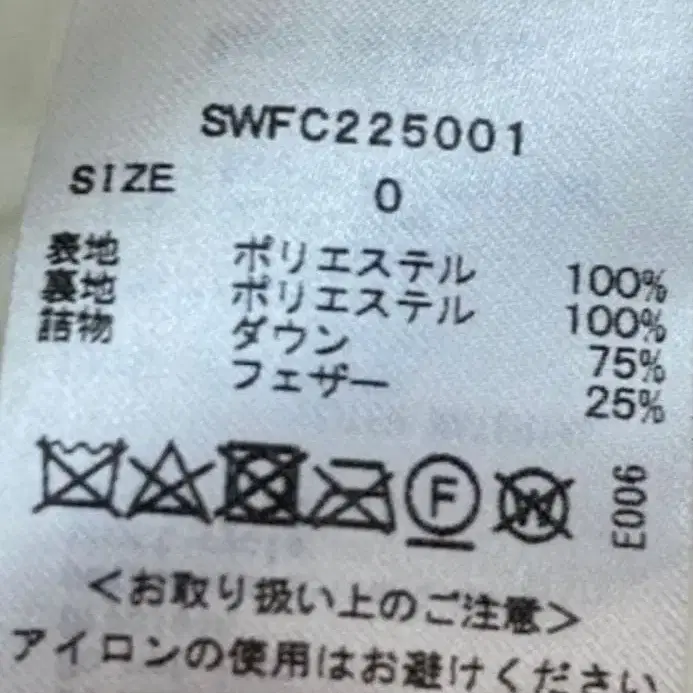 SWFC225001
SIZE 0
表地 ポリエステル 100%
裏地 ポリエステル 100%
詰物 ダウン 75%
フェザー 25%
F W E006
<お取り扱い上のご注意>
アイロンの使用はお避けください